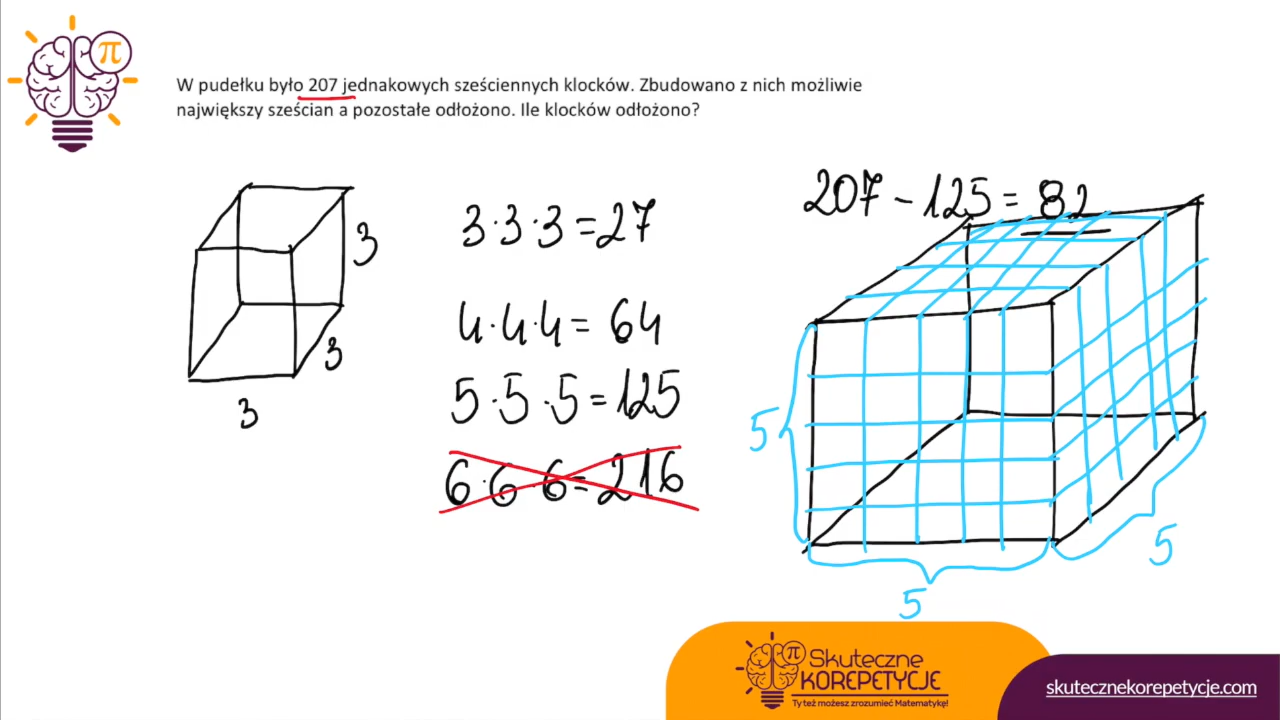 π
W pudełku było 207 jednakowych sześciennych klocków. Zbudowano z nich możliwie
największy sześcian a pozostałe odłożono. Ile klocków odłożono?
3
3
3
3·3·3=27
4·4·4=64
5·5·5=125
6·6·6=216
207-125=82
5
5
5
π
Skuteczne
KOREPETYCJE
Ty też możesz zrozumieć Matematykę!
skutecznekorepetycje.com